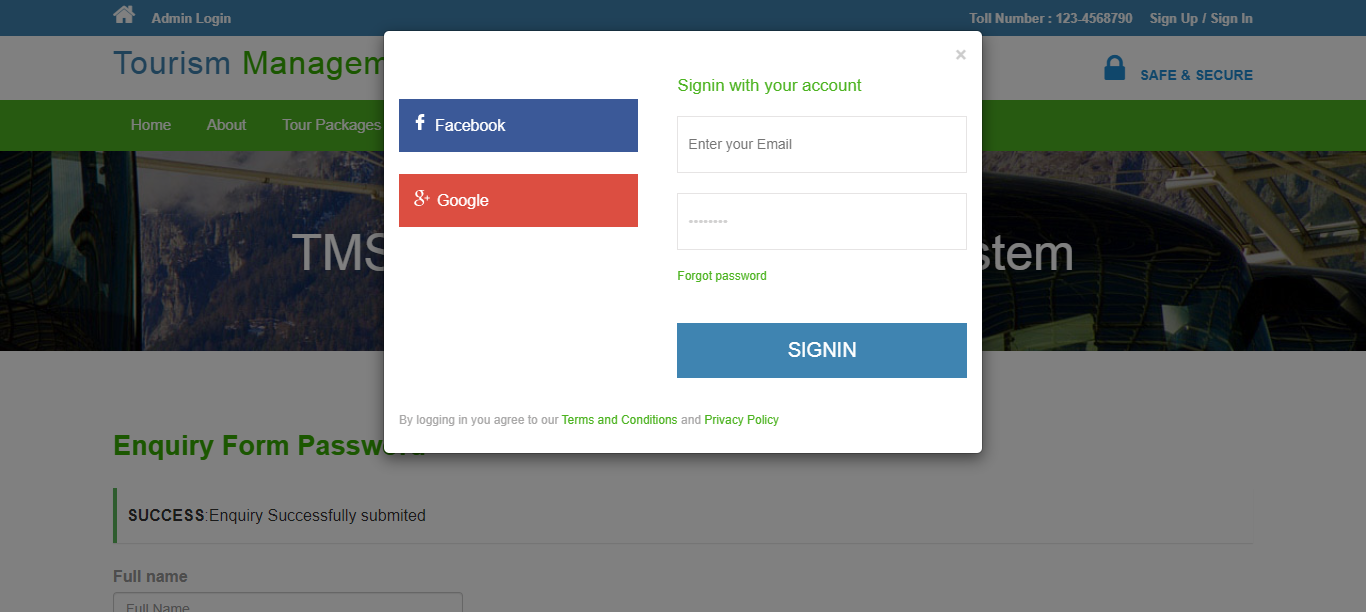 Admin Login
Toll Number : 123-4568790 Sign Up / Sign In
Tourism Managem
SAFE & SECURE
Home About Tour Packages
TMS stem
×
Signin with your account
Facebook
Enter your Email
g+ Google
********
Forgot password
SIGNIN
By logging in you agree to our Terms and Conditions and Privacy Policy
Enquiry Form Password
SUCCESS:Enquiry Successfully submited
Full name
Full Name